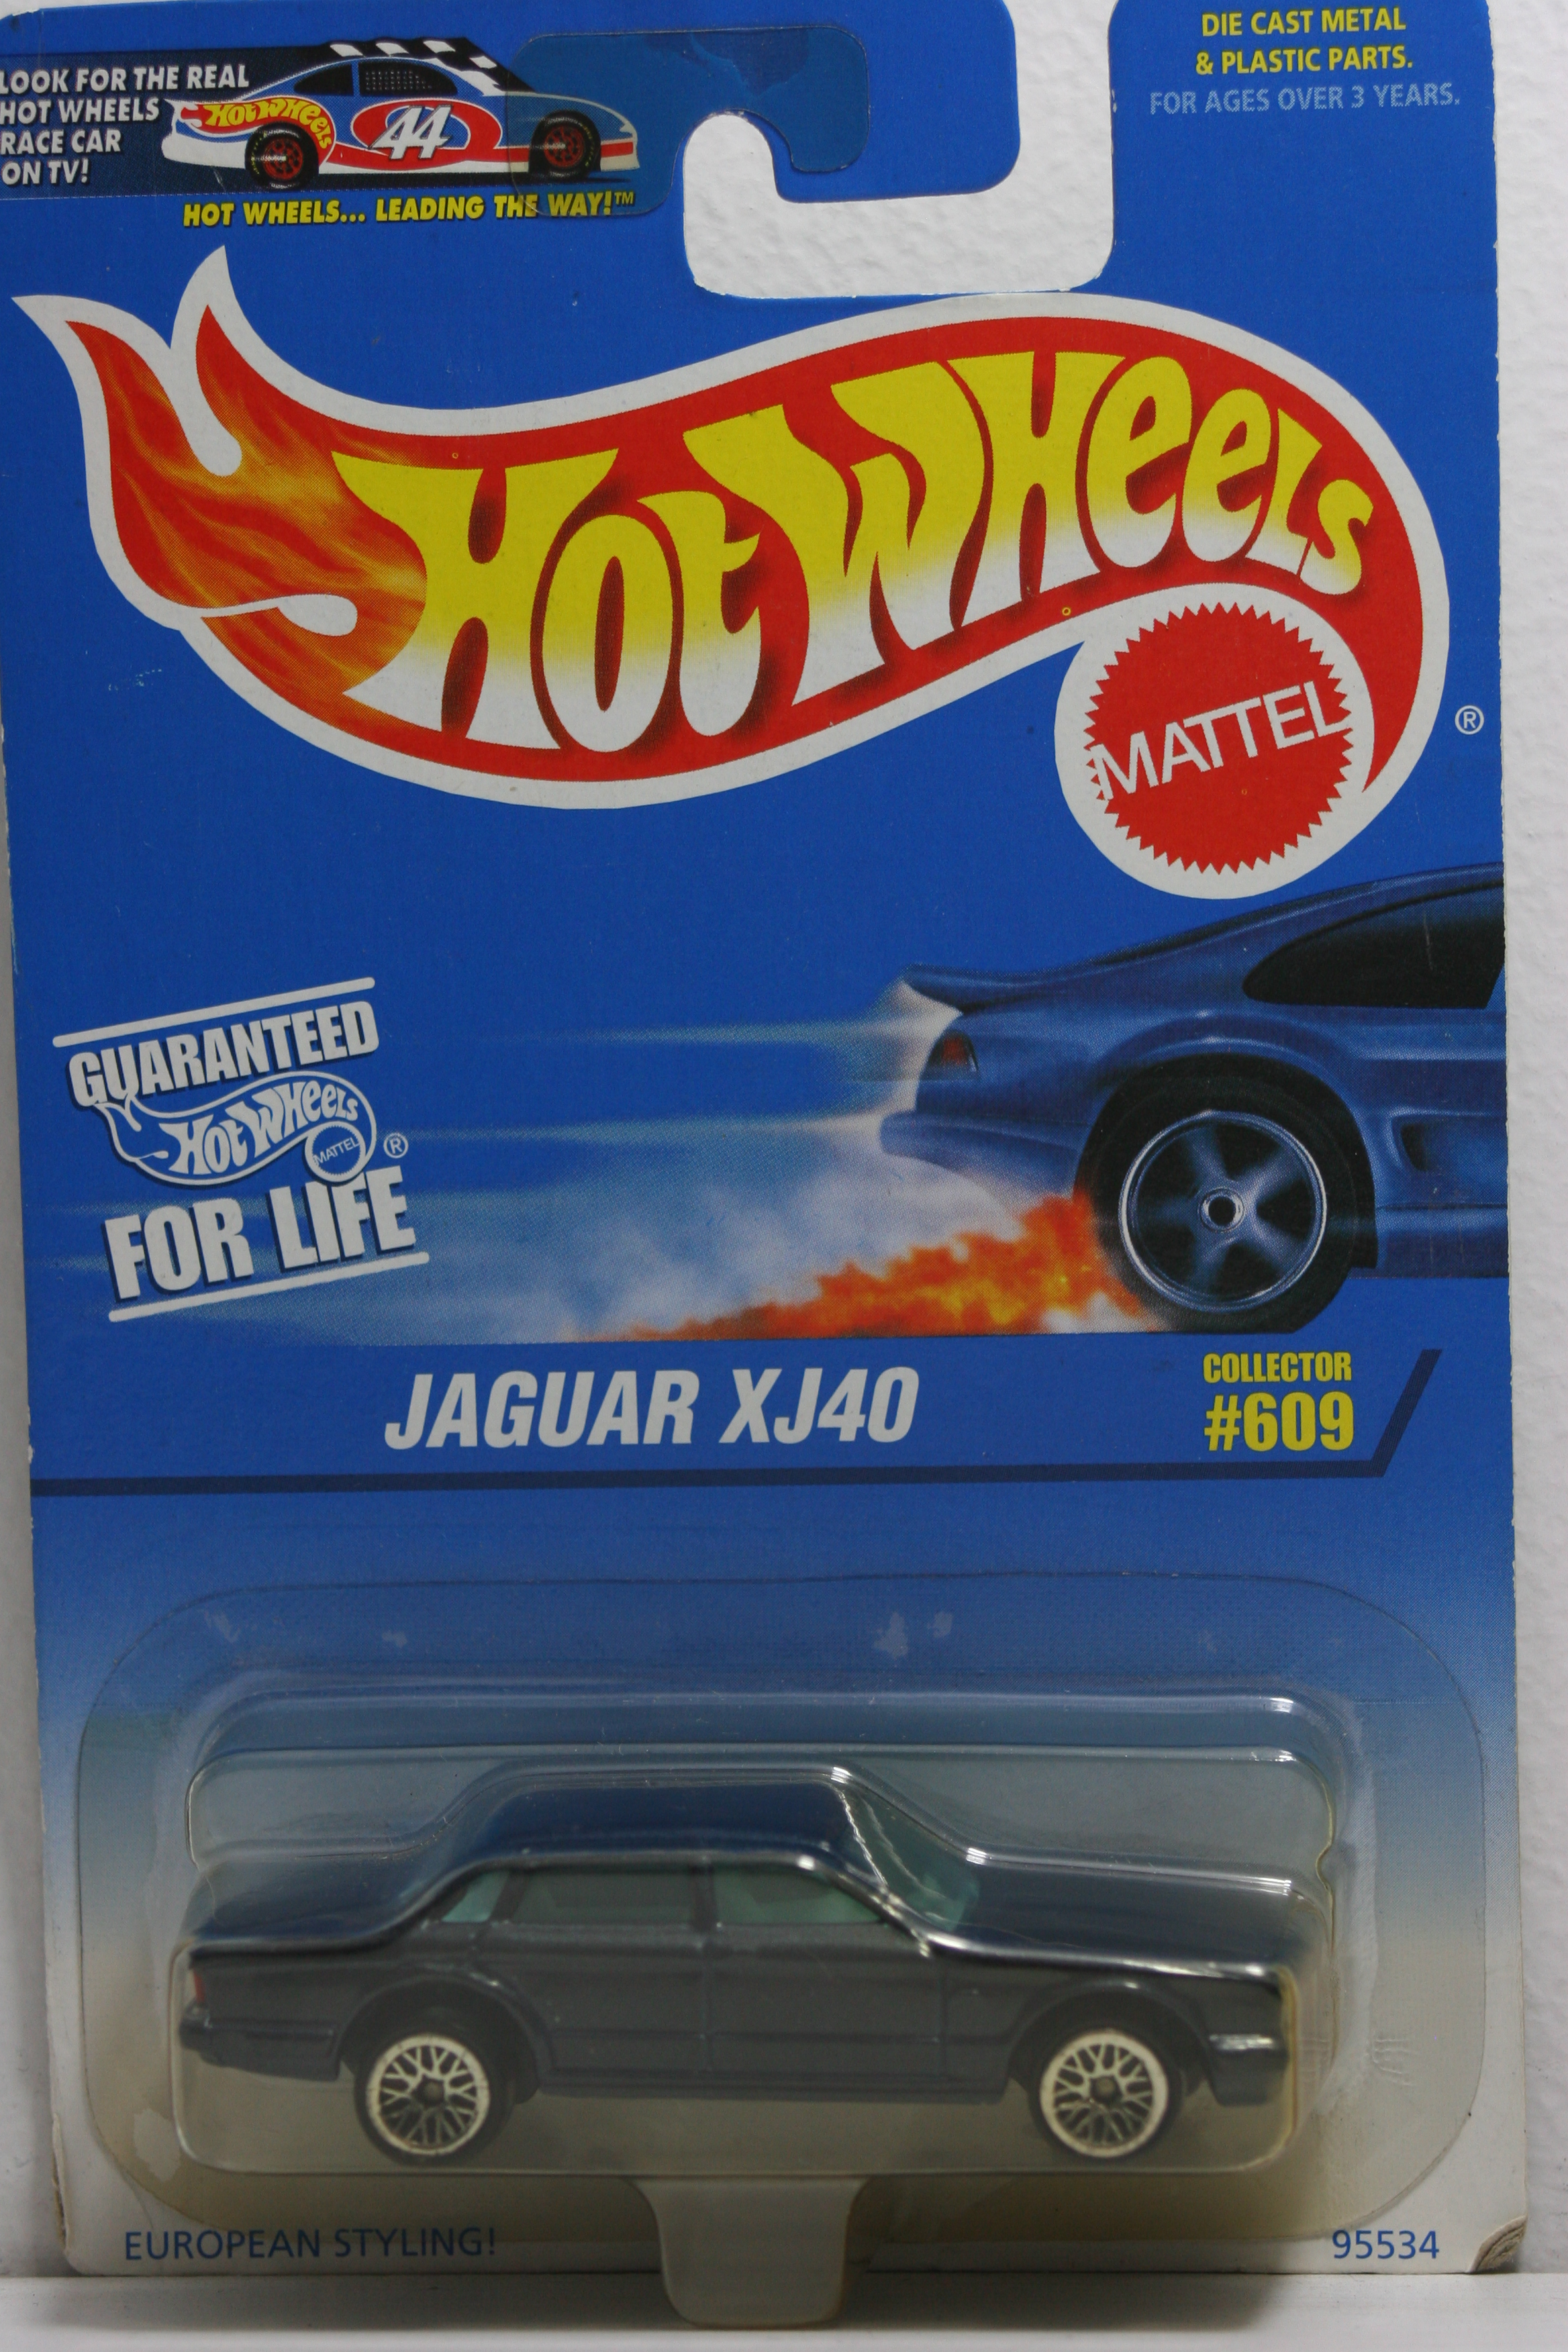 LOOK FOR THE REAL
HOT WHEELS
RACE CAR
ON TV!
HOT WHEELS
44
HOT WHEELS... LEADING THE WAY!™
DIE CAST METAL
& PLASTIC PARTS.
FOR AGES OVER 3 YEARS.
HOT WHEELS
MATTEL
®
GUARANTEED
HOT WHEELS
MATTEL
®
FOR LIFE
JAGUAR XJ40
COLLECTOR
#609
EUROPEAN STYLING!
95534